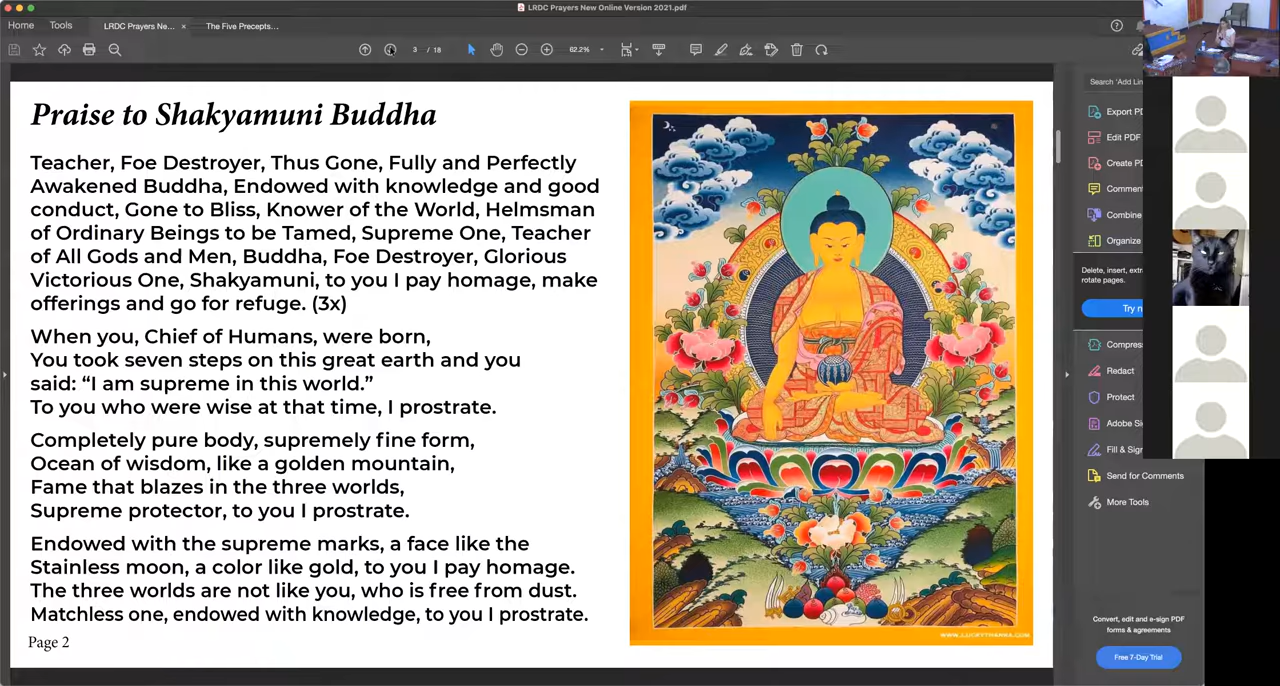 LRDC Prayers New Online Version 2021.pdf
Home
Tools
LRDC Prayers Ne...
The Five Precepts...
3 / 18
82.2%
Praise to Shakyamuni Buddha
Teacher, Foe Destroyer, Thus Gone, Fully and Perfectly
Awakened Buddha, Endowed with knowledge and good
conduct, Gone to Bliss, Knower of the World, Helmsman
of Ordinary Beings to be Tamed, Supreme One, Teacher
of All Gods and Men, Buddha, Foe Destroyer, Glorious
Victorious One, Shakyamuni, to you I pay homage, make
offerings and go for refuge. (3x)
When you, Chief of Humans, were born,
You took seven steps on this great earth and you
said: “I am supreme in this world.”
To you who were wise at that time, I prostrate.
Completely pure body, supremely fine form,
Ocean of wisdom, like a golden mountain,
Fame that blazes in the three worlds,
Supreme protector, to you I prostrate.
Endowed with the supreme marks, a face like the
Stainless moon, a color like gold, to you I pay homage.
The three worlds are not like you, who is free from dust.
Matchless one, endowed with knowledge, to you I prostrate.
Page 2
WWW.LUCKYTHANKA.COM
Search 'Add Lin
Export PD
Edit PDF
Create PD
Comment
Combine
Organize
Delete, insert, extra
rotate pages.
Try n
Compress
Redact
Protect
Adobe Si
Fill & Sign
Send for Comments
More Tools
Convert, edit and e-sign PDF
forms & agreements
Free 7-Day Trial